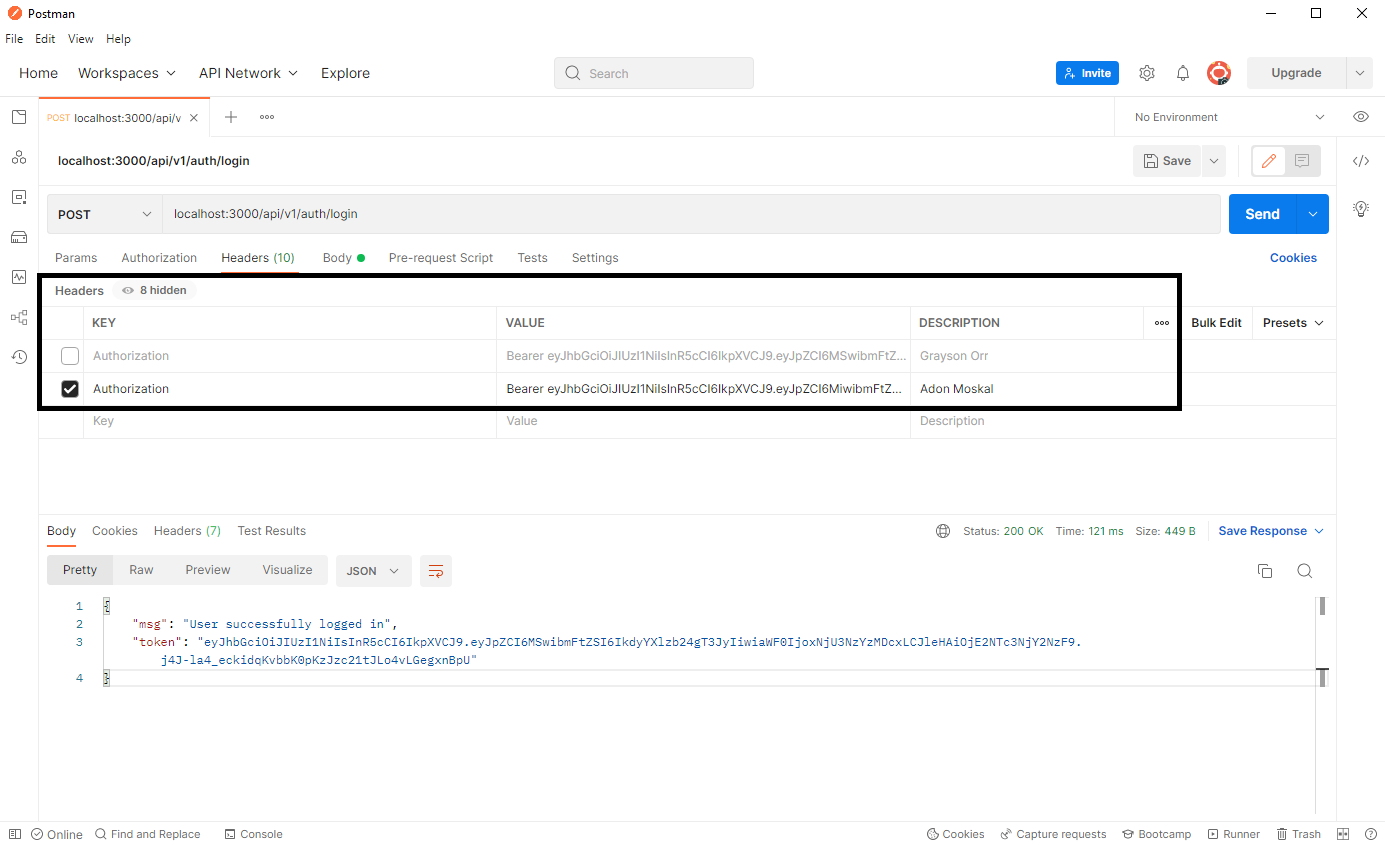 Postman
File Edit View Help
Home Workspaces API Network Explore Search Invite Upgrade
POST localhost:3000/api/v No Environment
localhost:3000/api/v1/auth/login Save
POST localhost:3000/api/v1/auth/login Send
Params Authorization Headers (10) Body Pre-request Script Tests Settings Cookies
Headers 8 hidden
KEY VALUE DESCRIPTION Bulk Edit Presets
Authorization Bearer eyJhbGciOiJIUzI1NiIsInR5cCI6IkpXVCJ9.eyJpZCI6MSwibmFtZ... Grayson Orr
Authorization Bearer eyJhbGciOiJIUzI1NiIsInR5cCI6IkpXVCJ9.eyJpZCI6MiwibmFtZ... Adon Moskal
Key Value Description
Body Cookies Headers (7) Test Results Status: 200 OK Time: 121 ms Size: 449 B Save Response
Pretty Raw Preview Visualize JSON
1 {
2 "msg": "User successfully logged in",
3 "token": "eyJhbGciOiJIUzI1NiIsInR5cCI6IkpXVCJ9.eyJpZCI6MSwibmFtZSI6IkdyYXlzb24gT3JyIiwiaWF0IjoxNjU3NzYzMDcxLCJleHAiOjE2NTc3NjY2NzF9.
j4J-la4_eckidqKvbbK0pKzJzc21tJLo4vLGegxnBpU"
4 }
Online Find and Replace Console Cookies Capture requests Bootcamp Runner Trash